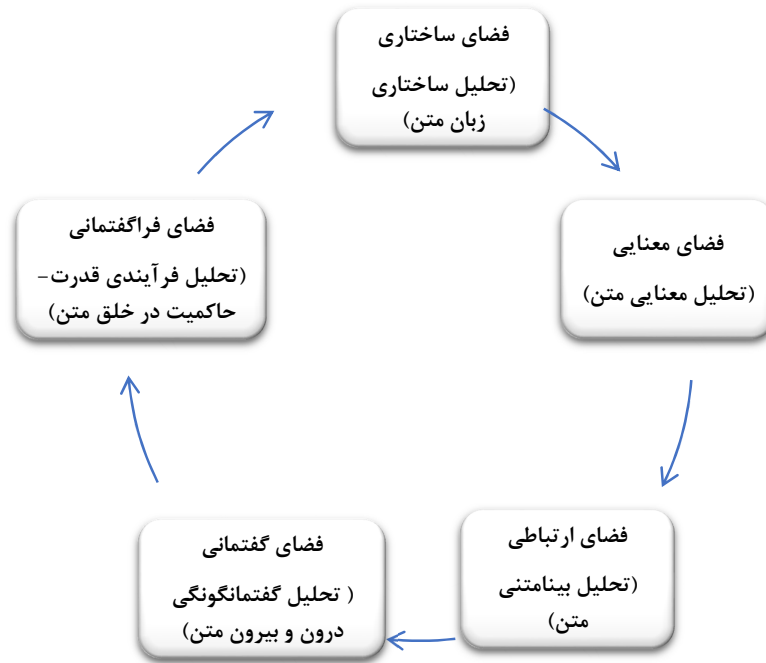 فضای ساختاری
(تحلیل ساختاری
زبان متن)
فضای معنایی
(تحلیل معنایی متن)
فضای ارتباطی
(تحلیل بینامتنی
متن)
فضای گفتمانی
( تحلیل گفتمانگونگی
درون و بیرون متن)
فضای فراگفتمانی
(تحلیل فرآیندی قدرت-
حاکمیت در خلق متن)